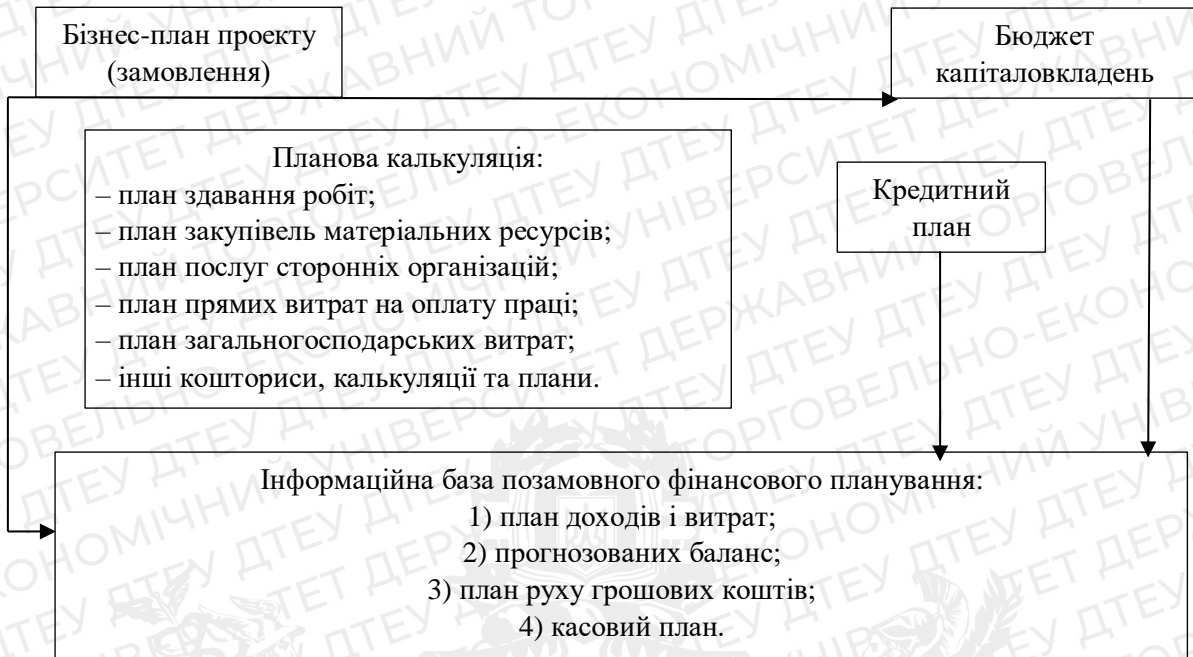 Бізнес-план проекту
(замовлення)
Бюджет
капіталовкладень
Планова калькуляція:
– план здавання робіт;
– план закупівель матеріальних ресурсів;
– план послуг сторонніх організацій;
– план прямих витрат на оплату праці;
– план загальногосподарських витрат;
– інші кошториси, калькуляції та плани.
Кредитний
план
Інформаційна база позамовного фінансового планування:
1) план доходів і витрат;
2) прогнозованих баланс;
3) план руху грошових коштів;
4) касовий план.